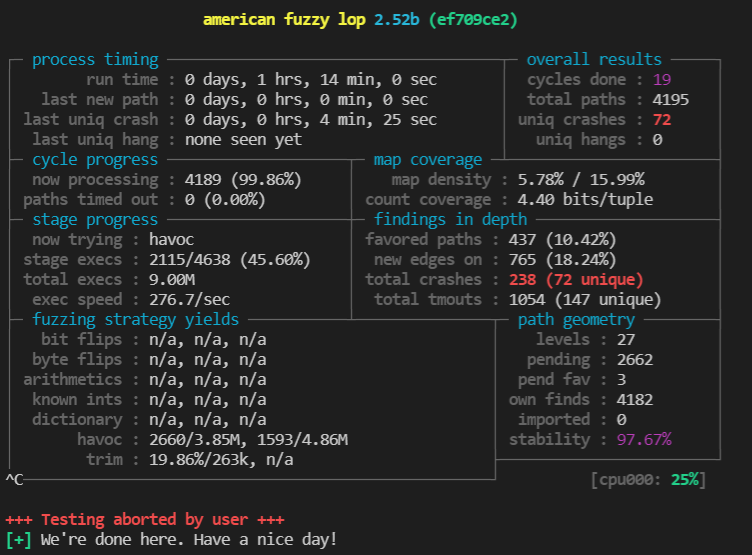 american fuzzy lop 2.52b (ef709ce2)
process timing
run time : 0 days, 1 hrs, 14 min, 0 sec
last new path : 0 days, 0 hrs, 0 min, 0 sec
last uniq crash : 0 days, 0 hrs, 4 min, 25 sec
last uniq hang : none seen yet
overall results
cycles done : 19
total paths : 4195
uniq crashes : 72
uniq hangs : 0
cycle progress
now processing : 4189 (99.86%)
paths timed out : 0 (0.00%)
map coverage
map density : 5.78% / 15.99%
count coverage : 4.40 bits/tuple
stage progress
now trying : havoc
stage execs : 2115/4638 (45.60%)
total execs : 9.00M
exec speed : 276.7/sec
findings in depth
favored paths : 437 (10.42%)
new edges on : 765 (18.24%)
total crashes : 238 (72 unique)
total tmouts : 1054 (147 unique)
fuzzing strategy yields
bit flips : n/a, n/a, n/a
byte flips : n/a, n/a, n/a
arithmetics : n/a, n/a, n/a
known ints : n/a, n/a, n/a
dictionary : n/a, n/a, n/a
havoc : 2660/3.85M, 1593/4.86M
trim : 19.86%/263k, n/a
path geometry
levels : 27
pending : 2662
pend fav : 3
own finds : 4182
imported : 0
stability : 97.67%
^C
[cpu000: 25%]
+++ Testing aborted by user +++
[+] We're done here. Have a nice day!